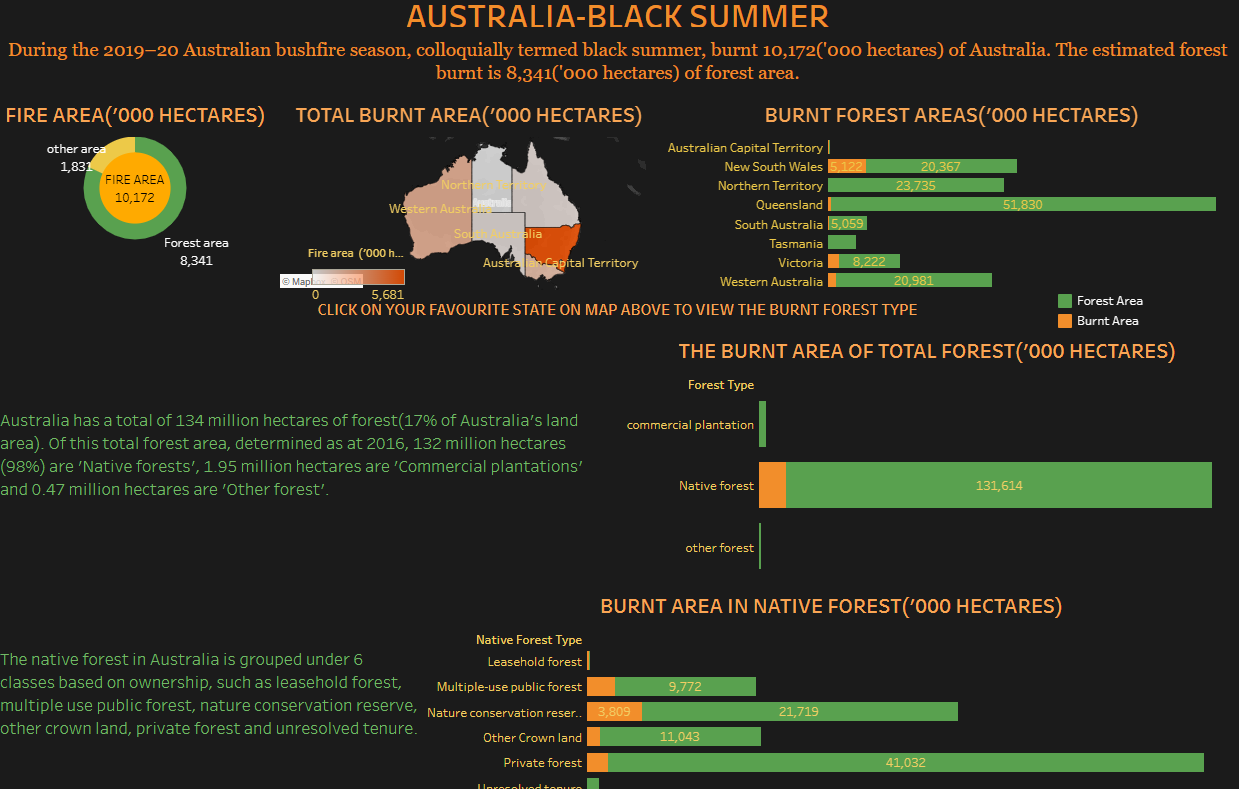 AUSTRALIA-BLACK SUMMER
During the 2019–20 Australian bushfire season, colloquially termed black summer, burnt 10,172('000 hectares) of Australia. The estimated forest
burnt is 8,341('000 hectares) of forest area.
FIRE AREA('000 HECTARES)
other area
1,831
FIRE AREA
10,172
Forest area
8,341
TOTAL BURNT AREA('000 HECTARES)
Northern Territory
Australia
Western Australia
South Australia
Australian Capital Territory
Fire area ('000 h...
© Mapbox © OSM
0 5,681
BURNT FOREST AREAS('000 HECTARES)
Australian Capital Territory
New South Wales 5,122 20,367
Northern Territory 23,735
Queensland 51,830
South Australia 5,059
Tasmania
Victoria 8,222
Western Australia 20,981
Forest Area
Burnt Area
CLICK ON YOUR FAVOURITE STATE ON MAP ABOVE TO VIEW THE BURNT FOREST TYPE
THE BURNT AREA OF TOTAL FOREST('000 HECTARES)
Forest Type
commercial plantation
Native forest 131,614
other forest
Australia has a total of 134 million hectares of forest(17% of Australia's land
area). Of this total forest area, determined as at 2016, 132 million hectares
(98%) are 'Native forests', 1.95 million hectares are 'Commercial plantations'
and 0.47 million hectares are 'Other forest'.
BURNT AREA IN NATIVE FOREST('000 HECTARES)
Native Forest Type
Leasehold forest
Multiple-use public forest 9,772
Nature conservation reser.. 3,809 21,719
Other Crown land 11,043
Private forest 41,032
Unresolved tenure
The native forest in Australia is grouped under 6
classes based on ownership, such as leasehold forest,
multiple use public forest, nature conservation reserve,
other crown land, private forest and unresolved tenure.